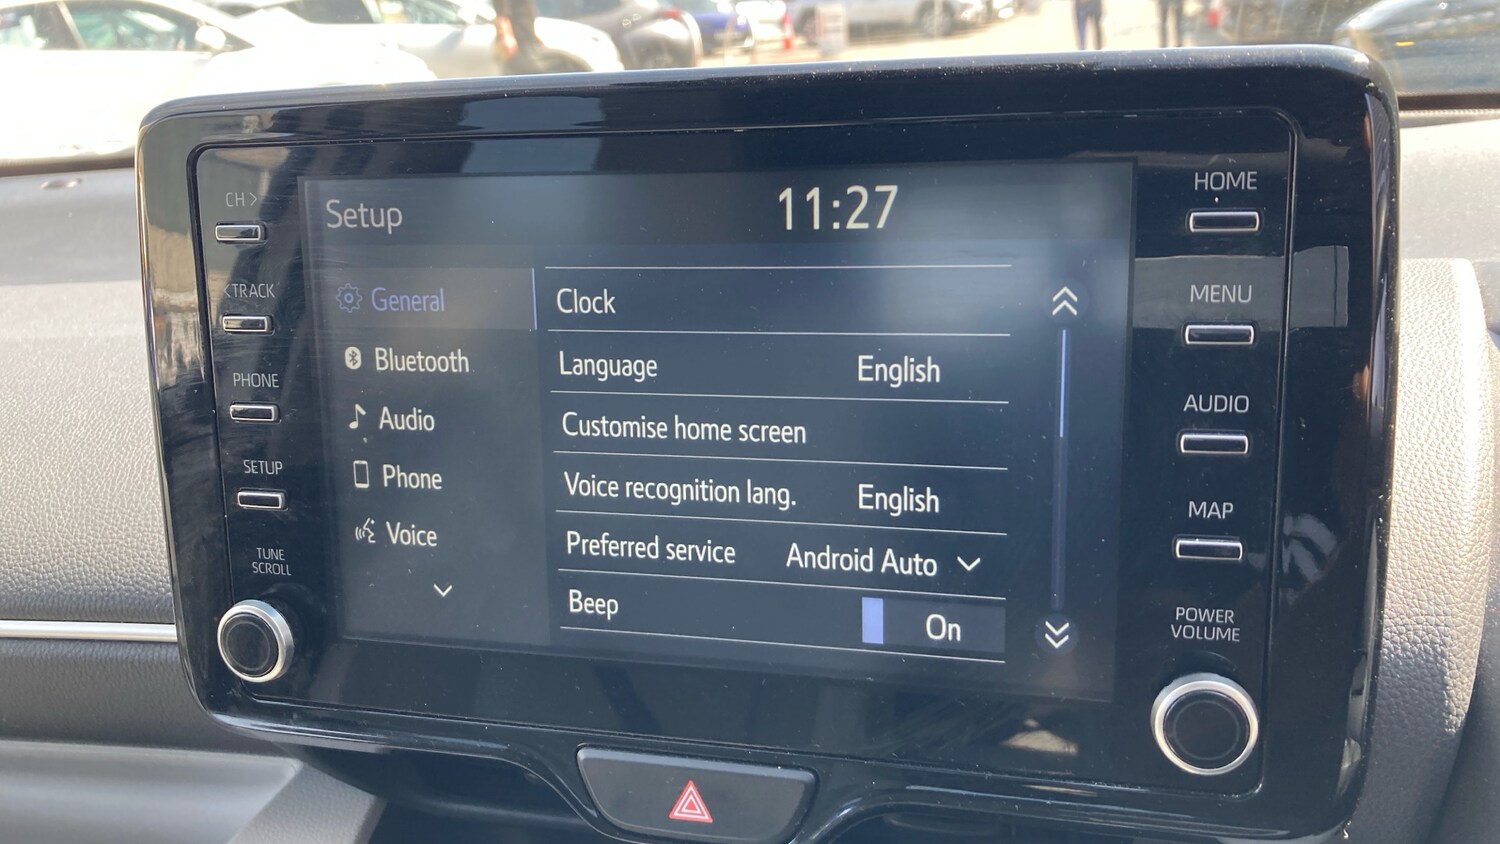 CH >
< TRACK
PHONE
SETUP
TUNE
SCROLL
Setup
11:27
General
Bluetooth
Audio
Phone
Voice
Clock
Language English
Customise home screen
Voice recognition lang. English
Preferred service Android Auto
Beep On
HOME
MENU
AUDIO
MAP
POWER
VOLUME